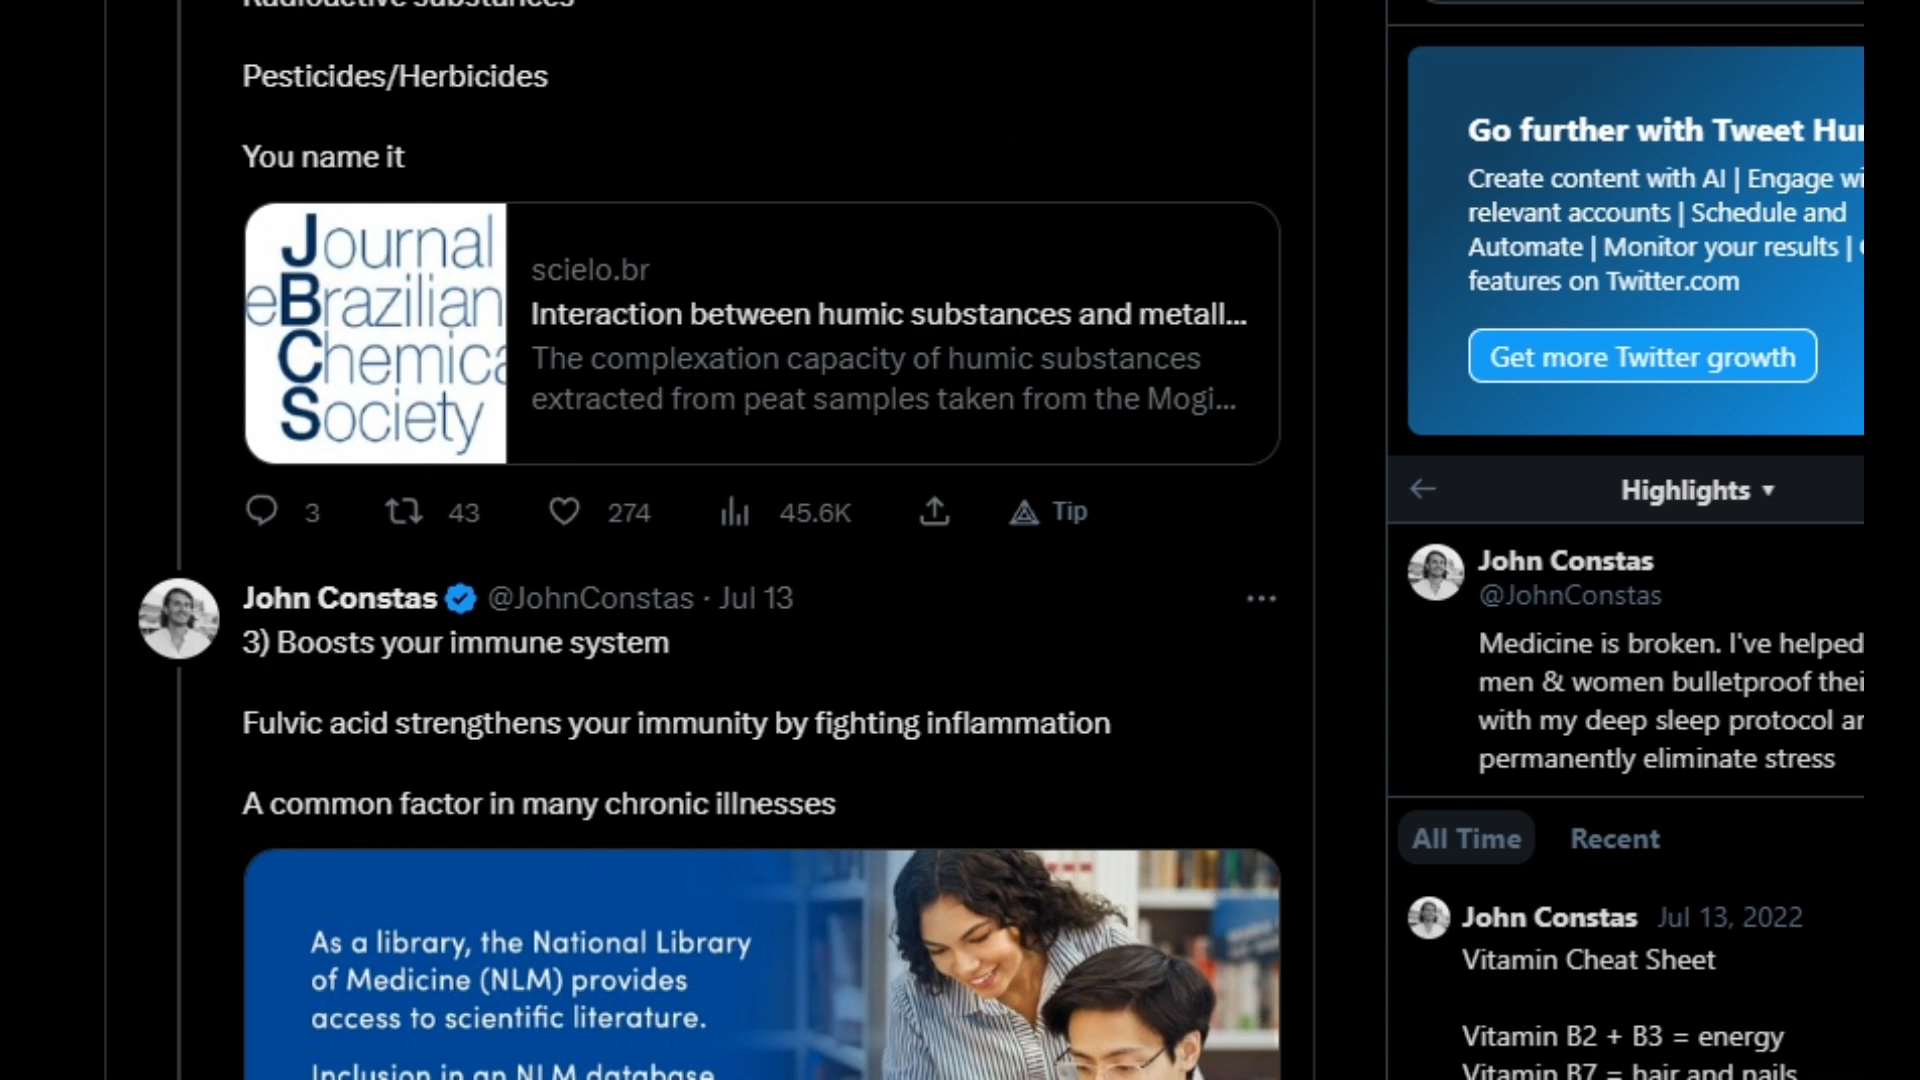 Radioactive substances
Pesticides/Herbicides
You name it
Journal
eBrazilian
Chemica
Society
scielo.br
Interaction between humic substances and metall...
The complexation capacity of humic substances
extracted from peat samples taken from the Mogi...
3 43 274 45.6K Tip
John Constas @JohnConstas · Jul 13
3) Boosts your immune system
Fulvic acid strengthens your immunity by fighting inflammation
A common factor in many chronic illnesses
As a library, the National Library
of Medicine (NLM) provides
access to scientific literature.
Inclusion in an NLM database
Go further with Tweet Hun
Create content with AI | Engage wi
relevant accounts | Schedule and
Automate | Monitor your results |
features on Twitter.com
Get more Twitter growth
Highlights
John Constas
@JohnConstas
Medicine is broken. I've helped
men & women bulletproof thei
with my deep sleep protocol ar
permanently eliminate stress
All Time Recent
John Constas Jul 13, 2022
Vitamin Cheat Sheet
Vitamin B2 + B3 = energy
Vitamin B7 = hair and nails